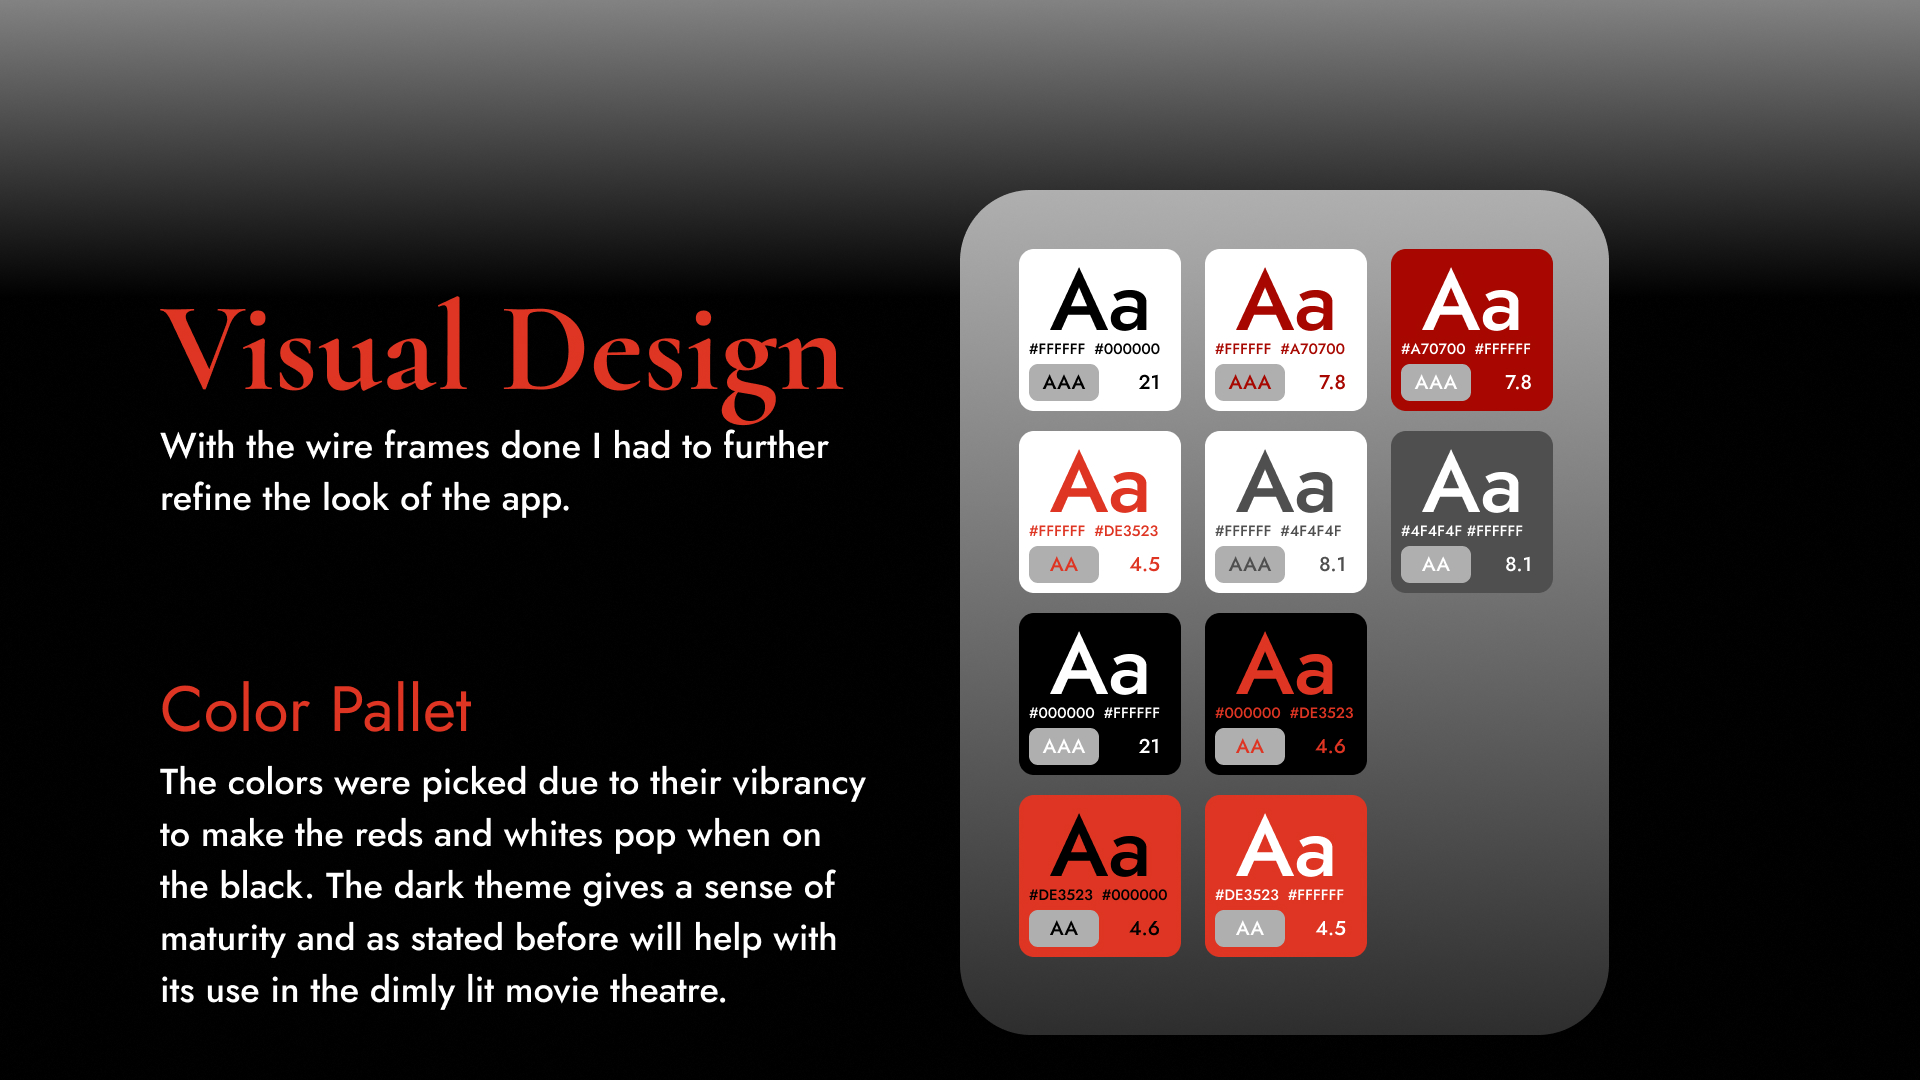 Visual Design
With the wire frames done I had to further
refine the look of the app.
Color Pallet
The colors were picked due to their vibrancy
to make the reds and whites pop when on
the black. The dark theme gives a sense of
maturity and as stated before will help with
its use in the dimly lit movie theatre.
Aa
#FFFFFF #000000
AAA 21
Aa
#FFFFFF #A70700
AAA 7.8
Aa
#A70700 #FFFFFF
AAA 7.8
Aa
#FFFFFF #DE3523
AA 4.5
Aa
#FFFFFF #4F4F4F
AAA 8.1
Aa
#4F4F4F #FFFFFF
AA 8.1
Aa
#000000 #FFFFFF
AAA 21
Aa
#000000 #DE3523
AA 4.6
Aa
#DE3523 #000000
AA 4.6
Aa
#DE3523 #FFFFFF
AA 4.5